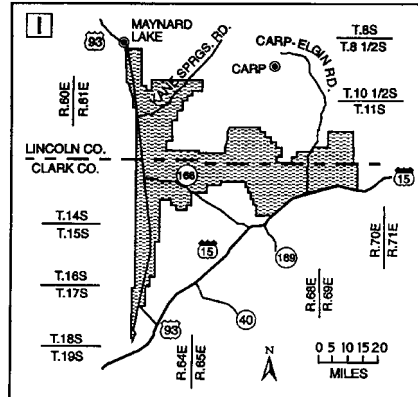 I
MAYNARD
LAKE
93
KANE SPRGS. RD.
CARP-ELGIN RD.
CARP
T.8S
T.8 1/2S
R.60E
R.61E
T.10 1/2S
T.11S
LINCOLN CO.
CLARK CO.
168
15
T.14S
T.15S
R.70E
R.71E
15
169
T.16S
T.17S
R.68E
R.69E
40
93
T.18S
T.19S
R.64E
R.65E
N
0 5 10 15 20
MILES